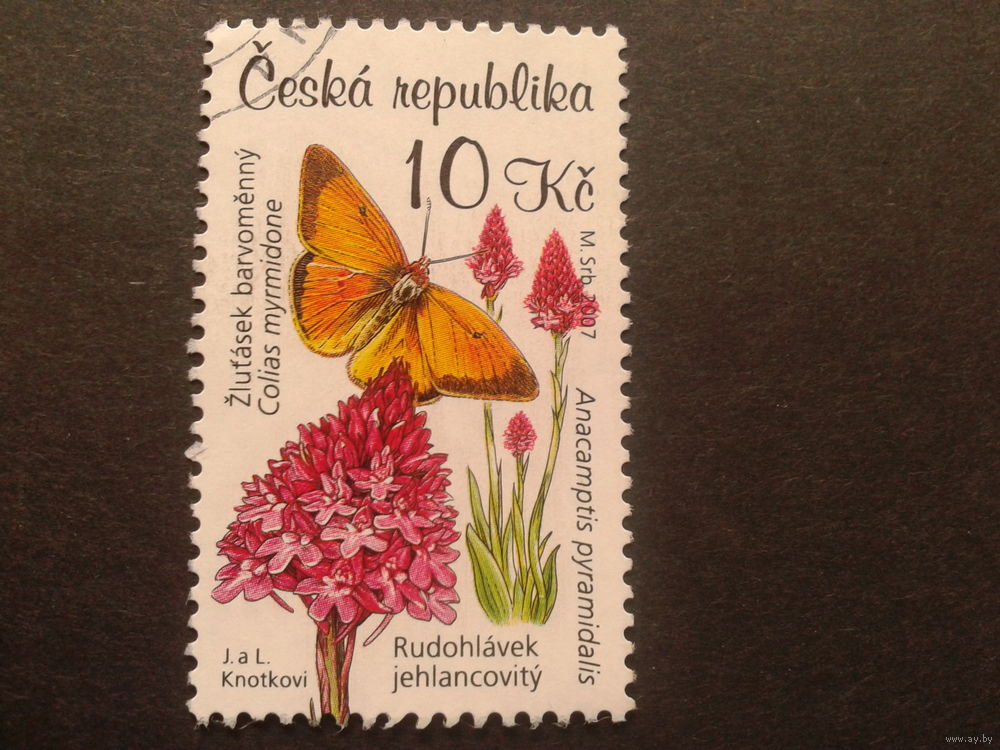 Česká republika
10 Kč
Žluťásek barvoměnný
Colias myrmidone
M. Srb 2007
Anacamptis pyramidalis
Rudohlávek
jehlancovitý
J. a L.
Knotkovi
www.ay.by